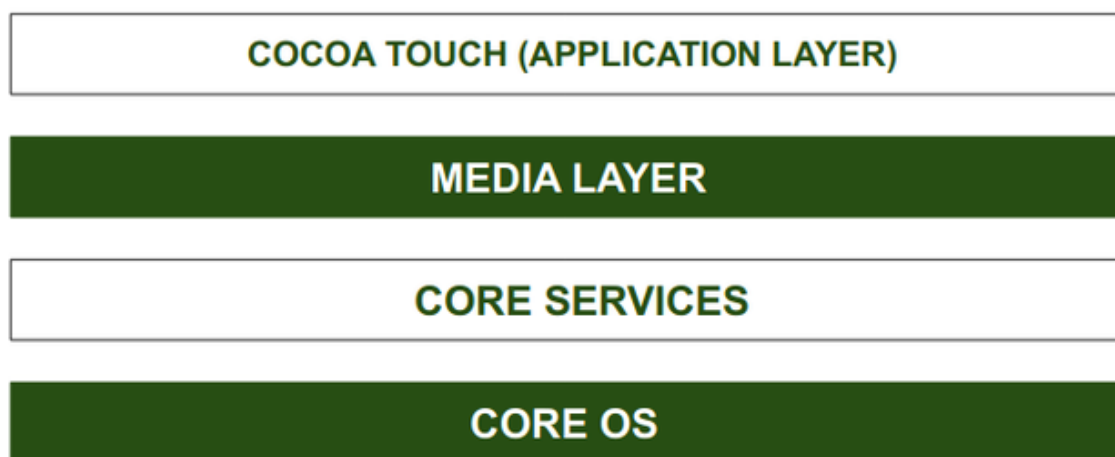 COCOA TOUCH (APPLICATION LAYER)
MEDIA LAYER
CORE SERVICES
CORE OS